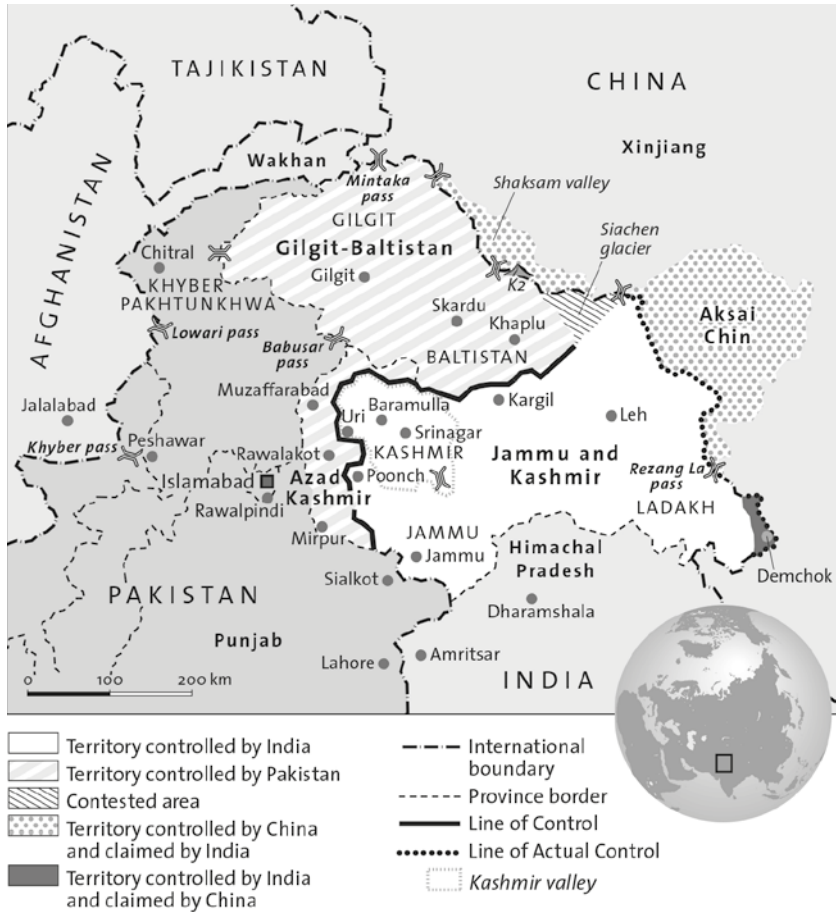 TAJIKISTAN
CHINA
Wakhan
Xinjiang
Mintaka
pass
Shaksam valley
GILGIT
Gilgit-Baltistan
Siachen
glacier
AFGHANISTAN
Chitral
Gilgit
K2
KHYBER
PAKHTUNKHWA
Skardu
Aksai
Chin
Lowari pass
Khaplu
Babusar
pass
BALTISTAN
Muzaffarabad
Kargil
Jalalabad
Uri
Baramulla
Leh
Srinagar
Khyber pass
Peshawar
Rawalakot
KASHMIR
Jammu and
Kashmir
Islamabad
Azad
Kashmir
Poonch
Rezang La
pass
Rawalpindi
LADAKH
Mirpur
JAMMU
Jammu
Himachal
Pradesh
Sialkot
Demchok
PAKISTAN
Dharamshala
Punjab
Lahore
Amritsar
INDIA
0 100 200 km
Territory controlled by India
Territory controlled by Pakistan
Contested area
Territory controlled by China
and claimed by India
Territory controlled by India
and claimed by China
International
boundary
Province border
Line of Control
Line of Actual Control
Kashmir valley